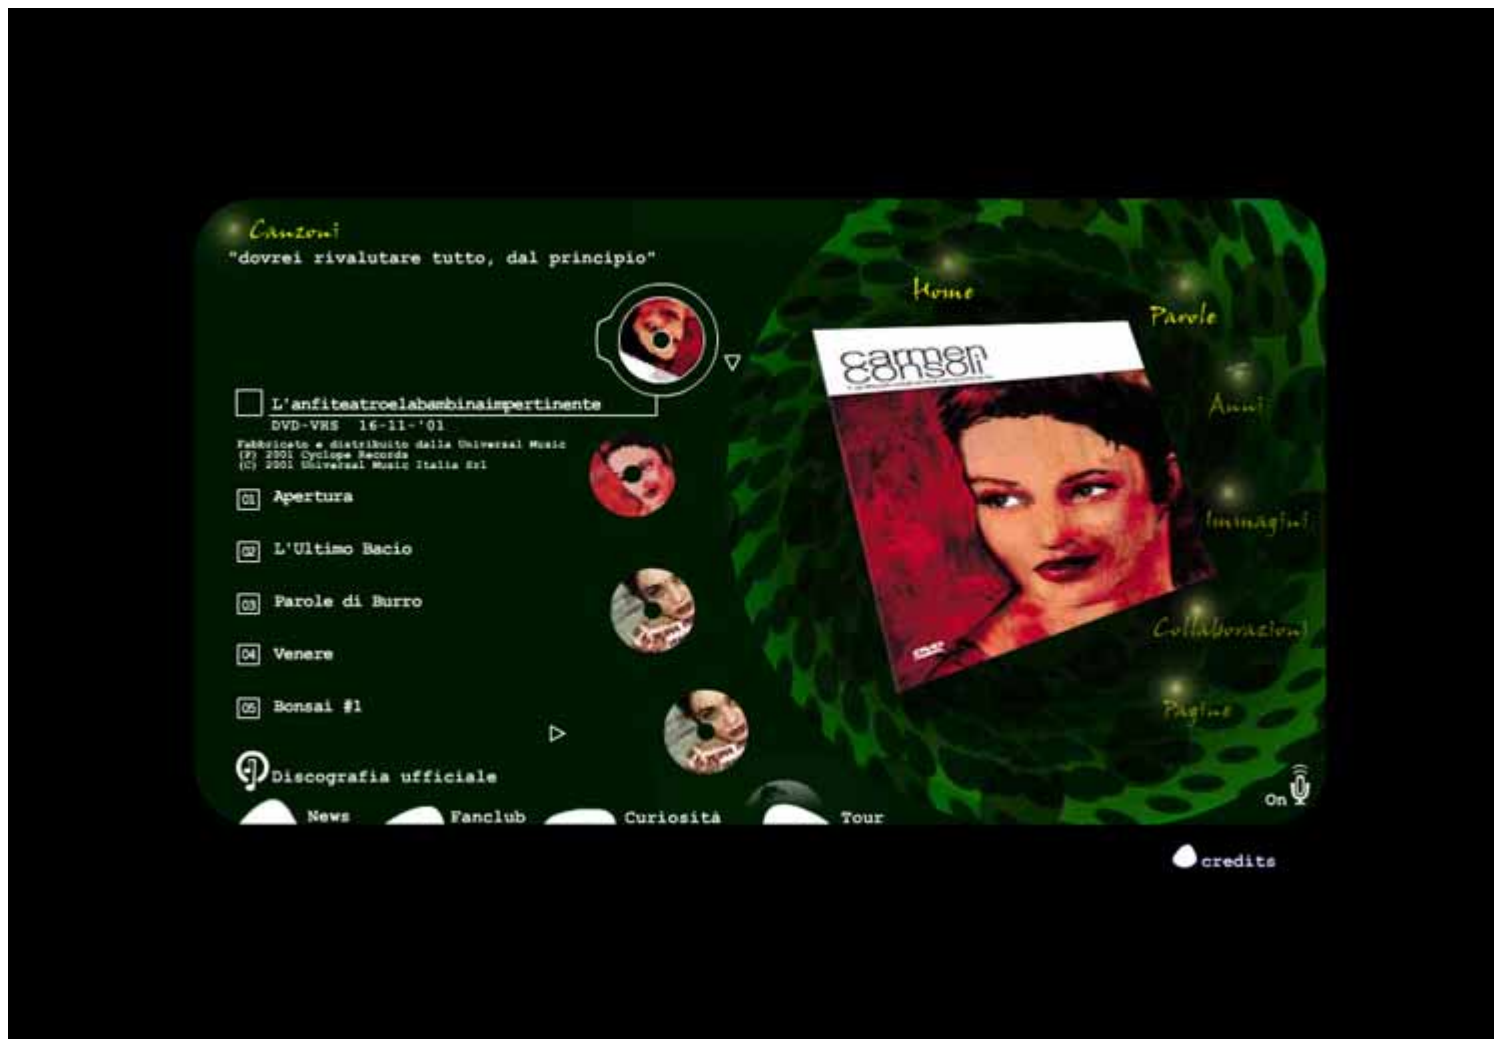 Canzoni
"dovrei rivalutare tutto, dal principio"
Home
Parole
carmen
consoli
L'anfiteatroelabambinaimpertinente
DVD-VHS 16-11-'01
Fabbricato e distribuito dalla Universal Music
(P) 2001 Cyclope Records
(C) 2001 Universal Music Italia Srl
Anni
01 Apertura
Immagini
02 L'Ultimo Bacio
03 Parole di Burro
Collaborazioni
04 Venere
DVD
05 Bonsai #1
Pagine
Discografia ufficiale
On
News Fanclub Curiosità Tour
credits